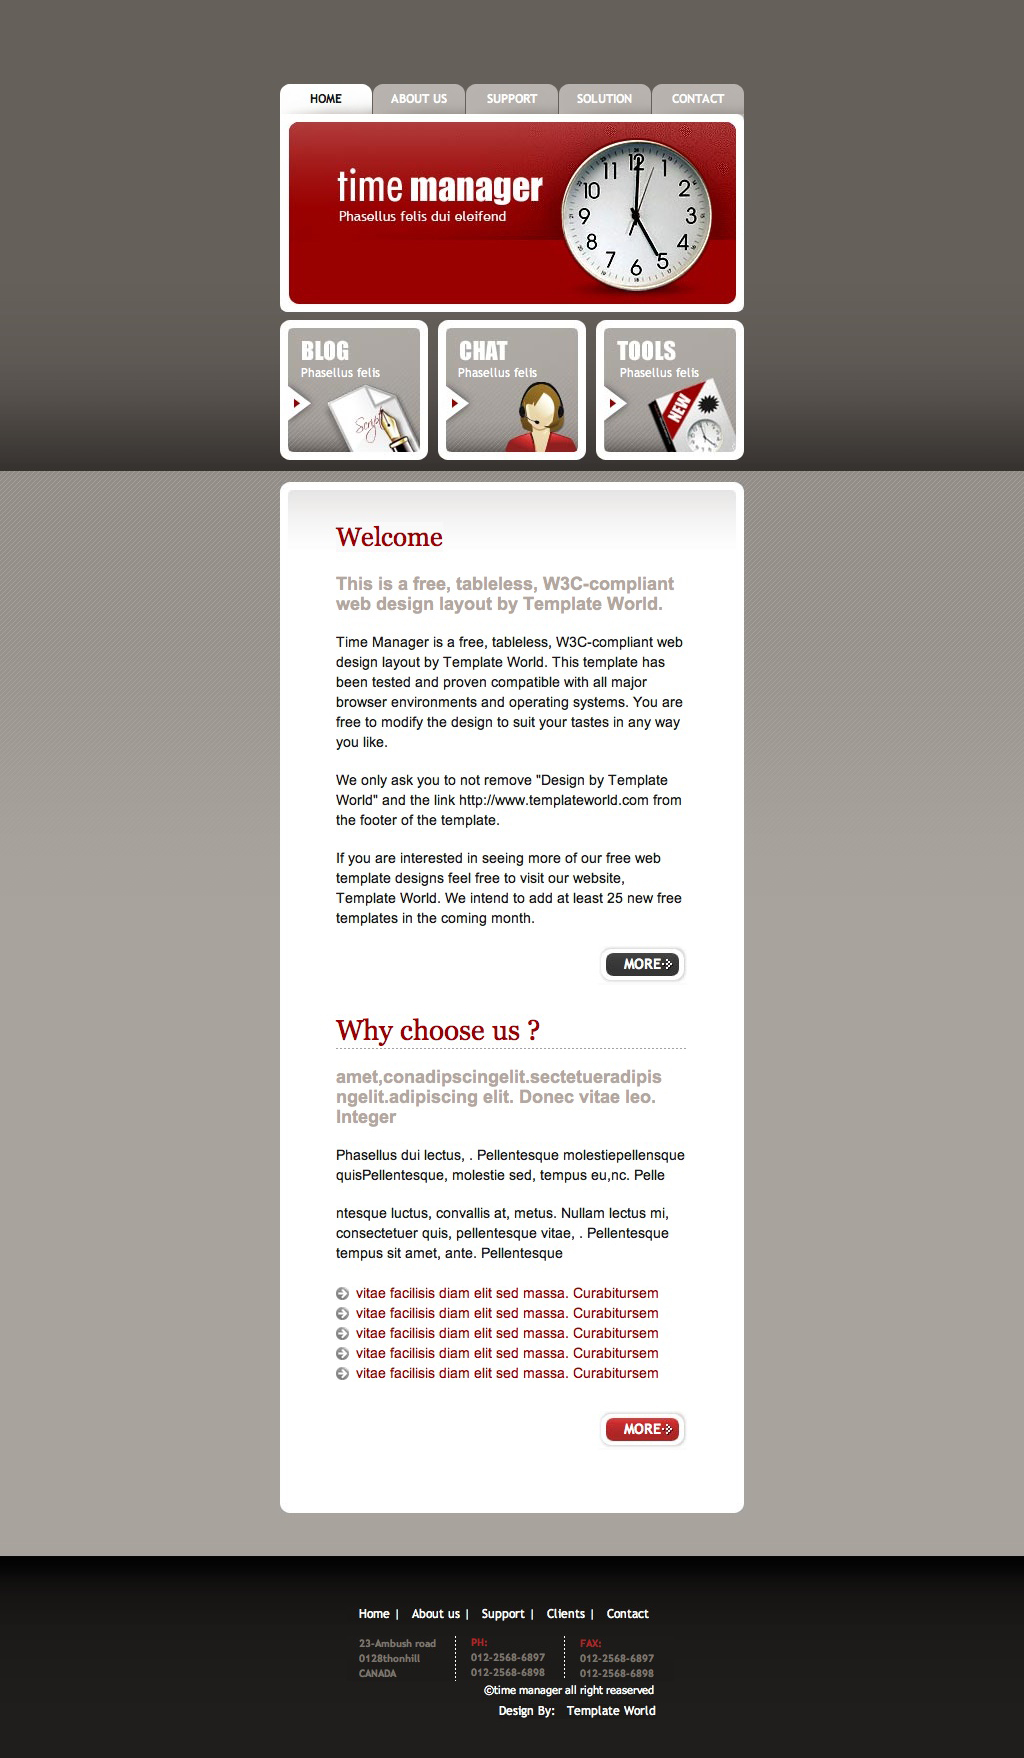 HOME ABOUT US SUPPORT SOLUTION CONTACT
time manager
Phasellus felis dui eleifend
12 1 2 3 4 5 6 7 8 9 10 11
BLOG
Phasellus felis
Script
CHAT
Phasellus felis
TOOLS
Phasellus felis
NEW
Welcome
This is a free, tableless, W3C-compliant
web design layout by Template World.
Time Manager is a free, tableless, W3C-compliant web
design layout by Template World. This template has
been tested and proven compatible with all major
browser environments and operating systems. You are
free to modify the design to suit your tastes in any way
you like.
We only ask you to not remove "Design by Template
World" and the link http://www.templateworld.com from
the footer of the template.
If you are interested in seeing more of our free web
template designs feel free to visit our website,
Template World. We intend to add at least 25 new free
templates in the coming month.
MORE
Why choose us ?
amet,conadipscingelit.sectetueradipis
ngelit.adipiscing elit. Donec vitae leo.
Integer
Phasellus dui lectus, . Pellentesque molestiepellensque
quisPellentesque, molestie sed, tempus eu,nc. Pelle
ntesque luctus, convallis at, metus. Nullam lectus mi,
consectetuer quis, pellentesque vitae, . Pellentesque
tempus sit amet, ante. Pellentesque
vitae facilisis diam elit sed massa. Curabitursem
vitae facilisis diam elit sed massa. Curabitursem
vitae facilisis diam elit sed massa. Curabitursem
vitae facilisis diam elit sed massa. Curabitursem
vitae facilisis diam elit sed massa. Curabitursem
MORE
Home | About us | Support | Clients | Contact
23-Ambush road
0128thonhill
CANADA
PH:
012-2568-6897
012-2568-6898
FAX:
012-2568-6897
012-2568-6898
©time manager all right reaserved
Design By: Template World